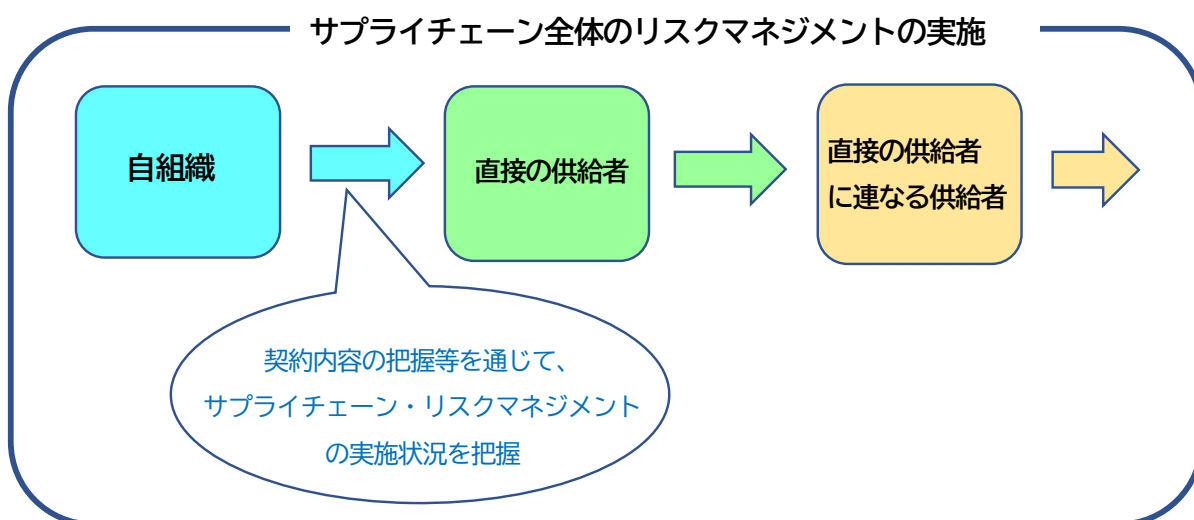 サプライチェーン全体のリスクマネジメントの実施
自組織
直接の供給者
直接の供給者
に連なる供給者
契約内容の把握等を通じて、
サプライチェーン・リスクマネジメント
の実施状況を把握